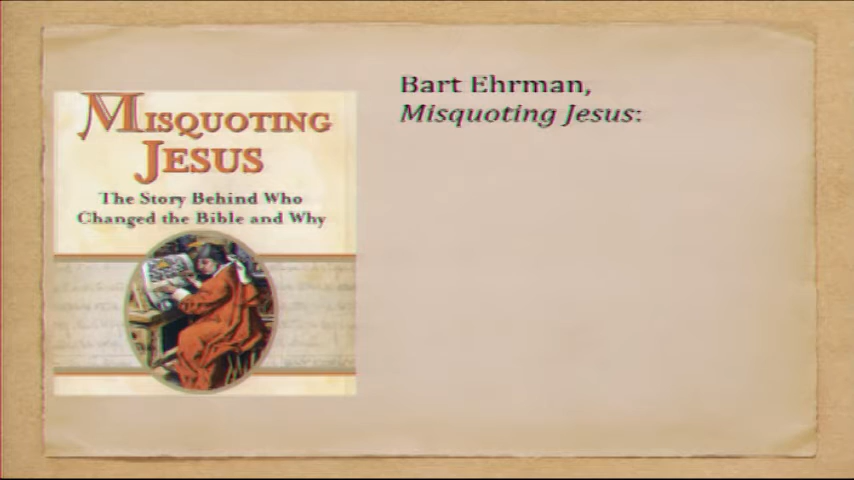 MISQUOTING
JESUS
The Story Behind Who
Changed the Bible and Why
Bart Ehrman,
Misquoting Jesus: